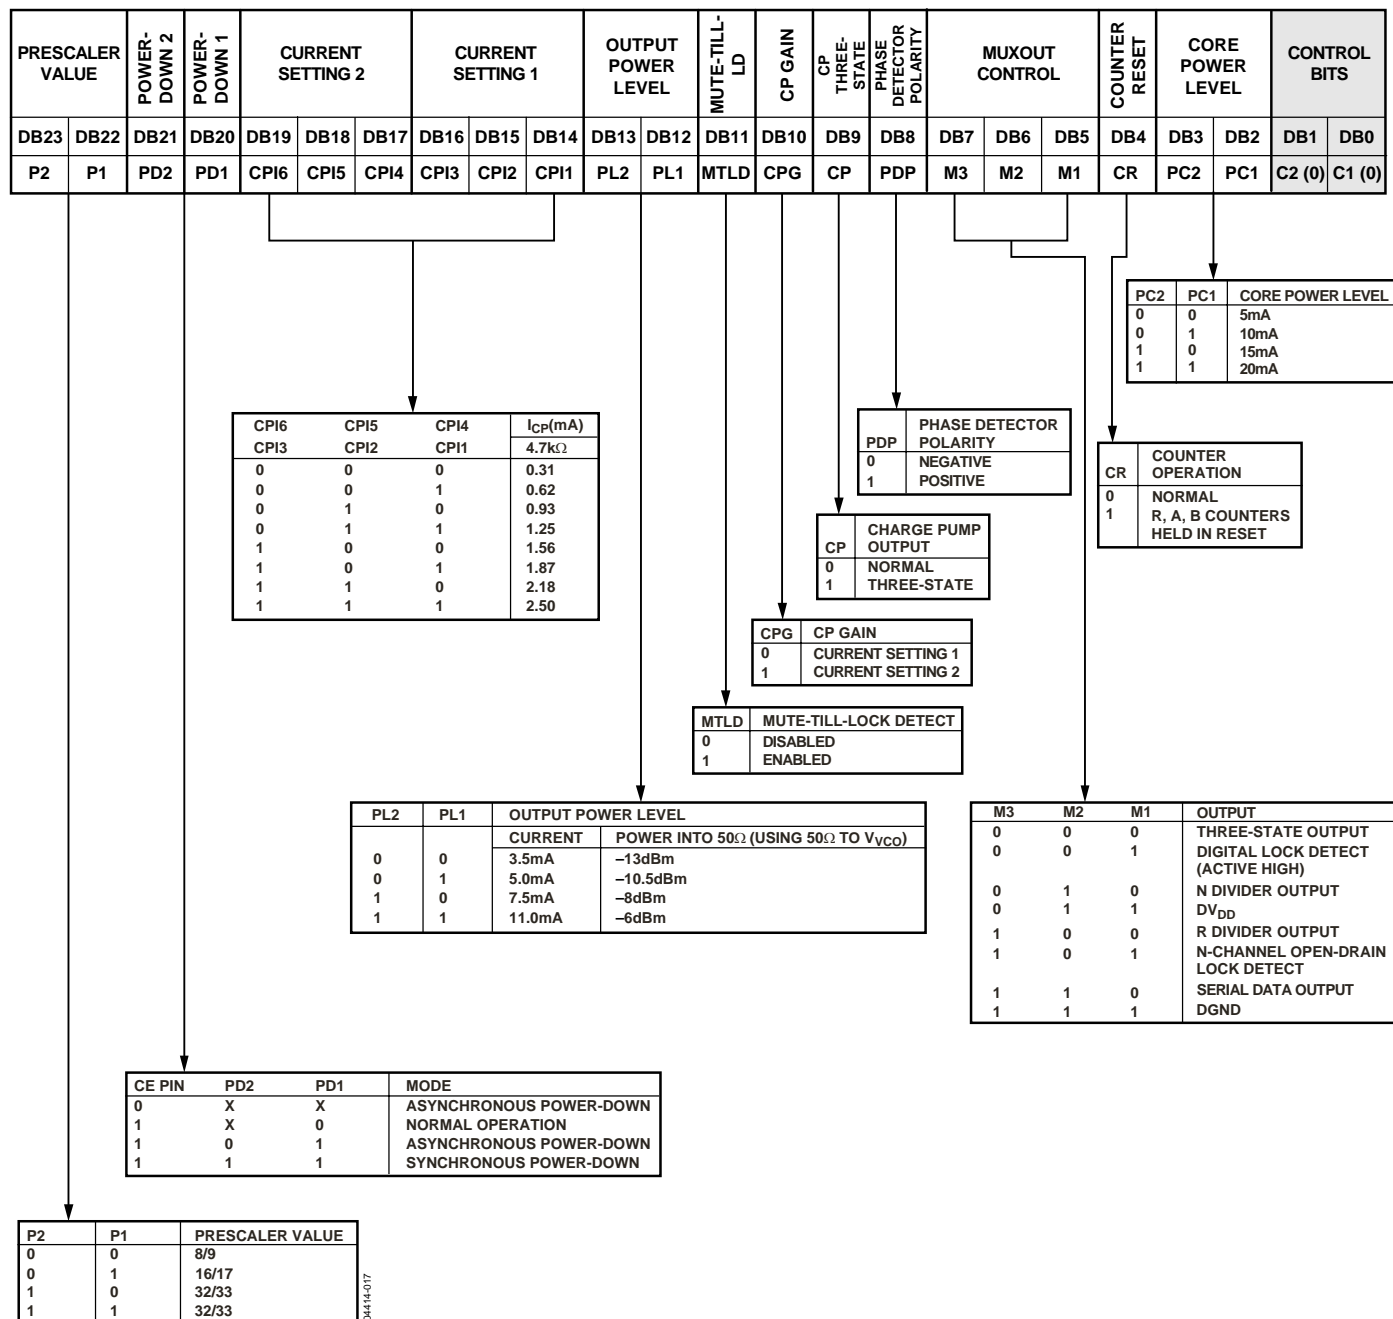 PRESCALER VALUE
POWER-DOWN 2
POWER-DOWN 1
CURRENT SETTING 2
CURRENT SETTING 1
OUTPUT POWER LEVEL
MUTE-TILL-LD
CP GAIN
CP THREE-STATE
PHASE DETECTOR POLARITY
MUXOUT CONTROL
COUNTER RESET
CORE POWER LEVEL
CONTROL BITS
DB23 DB22 DB21 DB20 DB19 DB18 DB17 DB16 DB15 DB14 DB13 DB12 DB11 DB10 DB9 DB8 DB7 DB6 DB5 DB4 DB3 DB2 DB1 DB0
P2 P1 PD2 PD1 CPI6 CPI5 CPI4 CPI3 CPI2 CPI1 PL2 PL1 MTLD CPG CP PDP M3 M2 M1 CR PC2 PC1 C2 (0) C1 (0)
PC2 PC1 CORE POWER LEVEL
0 0 5mA
0 1 10mA
1 0 15mA
1 1 20mA
CPI6 CPI5 CPI4 ICP(mA)
CPI3 CPI2 CPI1 4.7kΩ
0 0 0 0.31
0 0 1 0.62
0 1 0 0.93
0 1 1 1.25
1 0 0 1.56
1 0 1 1.87
1 1 0 2.18
1 1 1 2.50
PDP PHASE DETECTOR POLARITY
0 NEGATIVE
1 POSITIVE
CR COUNTER OPERATION
0 NORMAL
1 R, A, B COUNTERS
HELD IN RESET
CP CHARGE PUMP OUTPUT
0 NORMAL
1 THREE-STATE
CPG CP GAIN
0 CURRENT SETTING 1
1 CURRENT SETTING 2
MTLD MUTE-TILL-LOCK DETECT
0 DISABLED
1 ENABLED
PL2 PL1 OUTPUT POWER LEVEL
CURRENT POWER INTO 50Ω (USING 50Ω TO VVCO)
0 0 3.5mA –13dBm
0 1 5.0mA –10.5dBm
1 0 7.5mA –8dBm
1 1 11.0mA –6dBm
M3 M2 M1 OUTPUT
0 0 0 THREE-STATE OUTPUT
0 0 1 DIGITAL LOCK DETECT
(ACTIVE HIGH)
0 1 0 N DIVIDER OUTPUT
0 1 1 DVDD
1 0 0 R DIVIDER OUTPUT
1 0 1 N-CHANNEL OPEN-DRAIN
LOCK DETECT
1 1 0 SERIAL DATA OUTPUT
1 1 1 DGND
CE PIN PD2 PD1 MODE
0 X X ASYNCHRONOUS POWER-DOWN
1 X 0 NORMAL OPERATION
1 0 1 ASYNCHRONOUS POWER-DOWN
1 1 1 SYNCHRONOUS POWER-DOWN
P2 P1 PRESCALER VALUE
0 0 8/9
0 1 16/17
1 0 32/33
1 1 32/33
04414-017